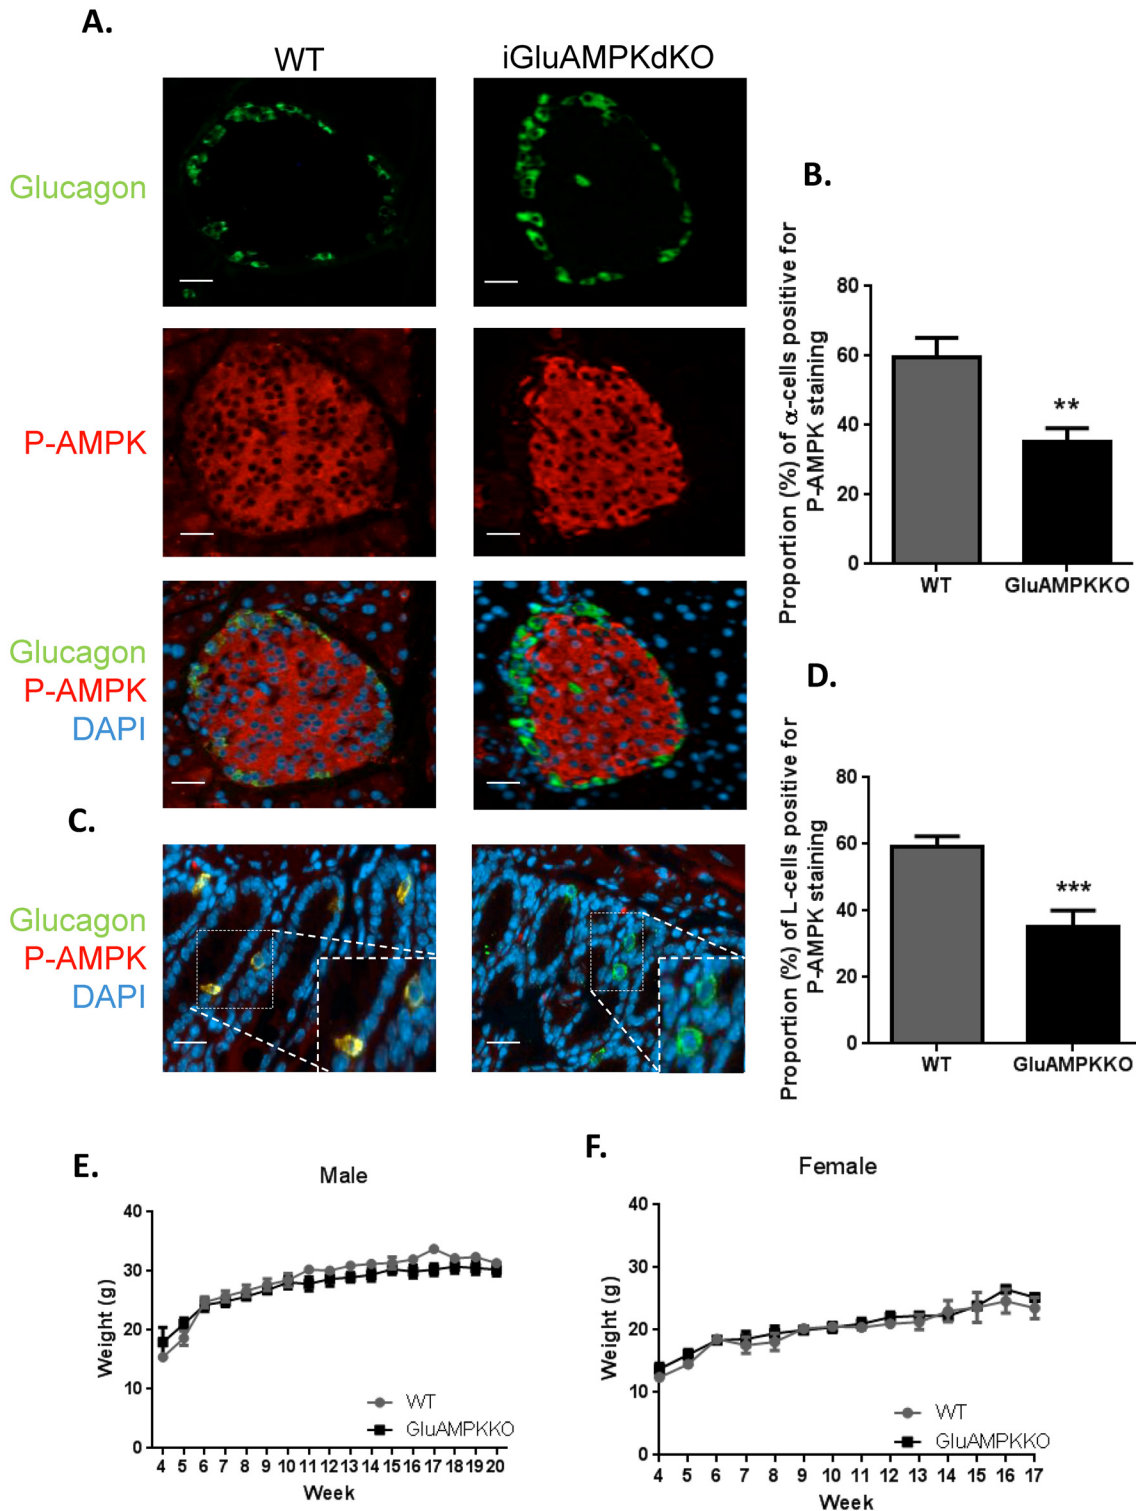 A.
WT
iGluAMPKdKO
Glucagon
P-AMPK
Glucagon
P-AMPK
DAPI
B.
Proportion (%) of α-cells positive for
P-AMPK staining
80
60
40
20
0
**
WT
GluAMPKKO
C.
Glucagon
P-AMPK
DAPI
D.
Proportion (%) of L-cells positive for
P-AMPK staining
80
60
40
20
0
***
WT
GluAMPKKO
E.
Male
Weight (g)
40
30
20
10
0
WT
GluAMPKKO
4 5 6 7 8 9 10 11 12 13 14 15 16 17 18 19 20
Week
F.
Female
Weight (g)
40
30
20
10
0
WT
GluAMPKKO
4 5 6 7 8 9 10 11 12 13 14 15 16 17
Week